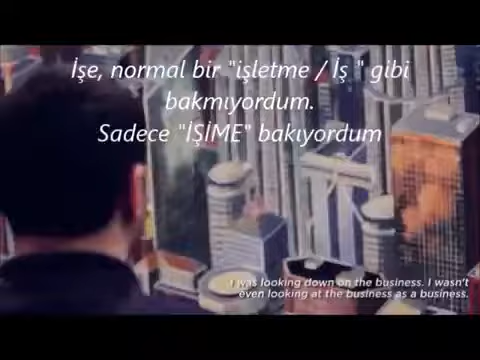 İşe, normal bir "işletme / İş " gibi
bakmıyordum.
Sadece "İŞİME" bakıyordum
I was looking down on the business. I wasn't
even looking at the business as a business.